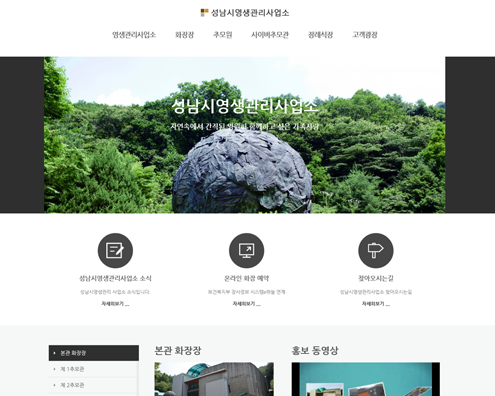 성남시영생관리사업소
영생관리사업소 화장장 추모원 사이버추모관 장례식장 고객광장
성남시영생관리사업소
자연속에서 간직된 영원히 함께하고 싶은 가족사랑
성남시영생관리사업소 소식 온라인 화장 예약 찾아오시는길
성남시영생관리 사업소 소식입니다. 보건복지부 장사정보 시스템e하늘 연계 성남시영생관리사업소 찾아오시는길
자세히보기 자세히보기 자세히보기
본관 화장장 본관 화장장 홍보 동영상
제 1추모관
제 2추모관